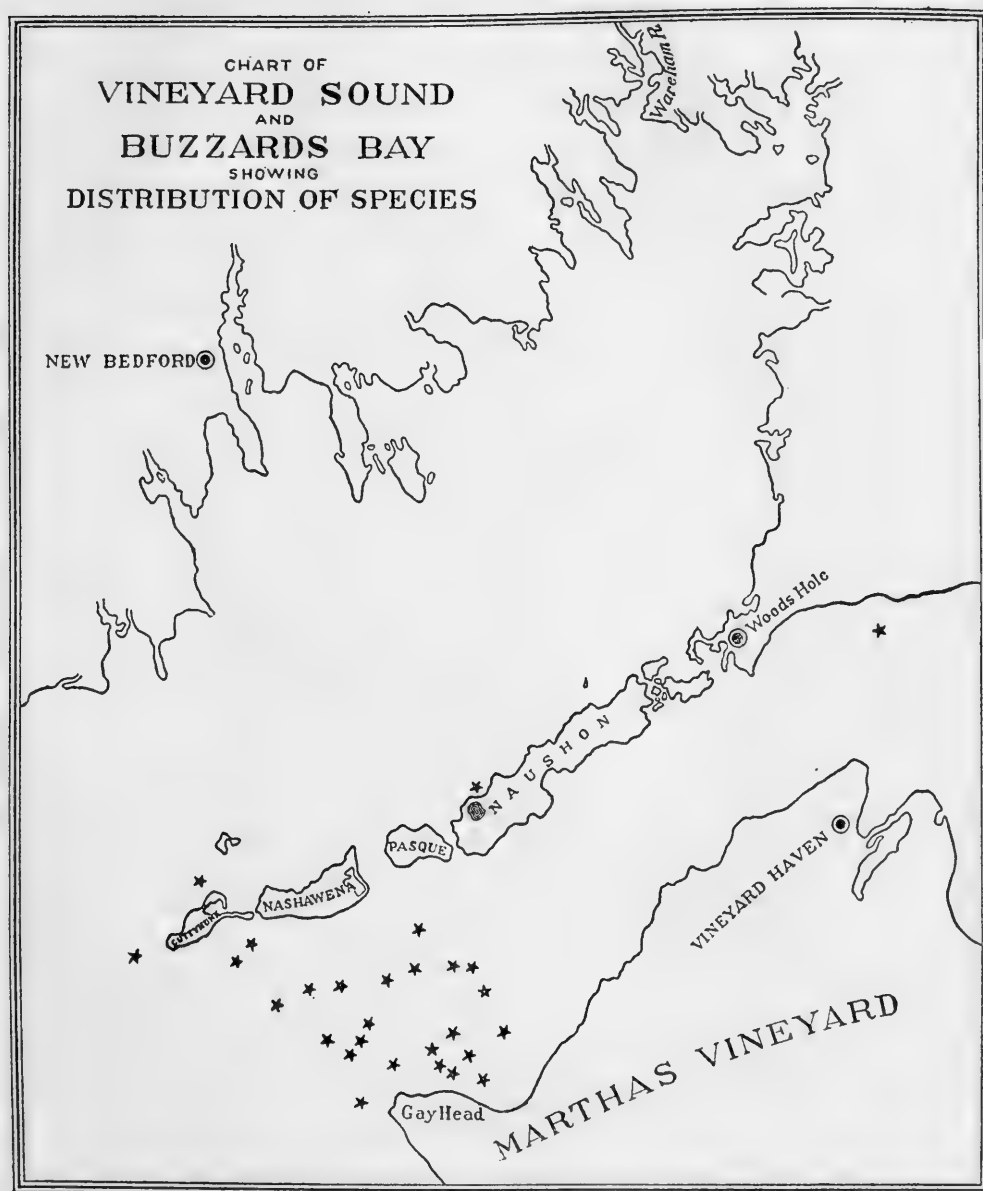 CHART OF
VINEYARD SOUND
AND
BUZZARDS BAY
SHOWING
DISTRIBUTION OF SPECIES
Wareham R.
NEW BEDFORD
Woods Hole
NAUSHON
PASQUE
NASHAWENA
CUTTYHUNK
VINEYARD HAVEN
MARTHAS VINEYARD
Gay Head